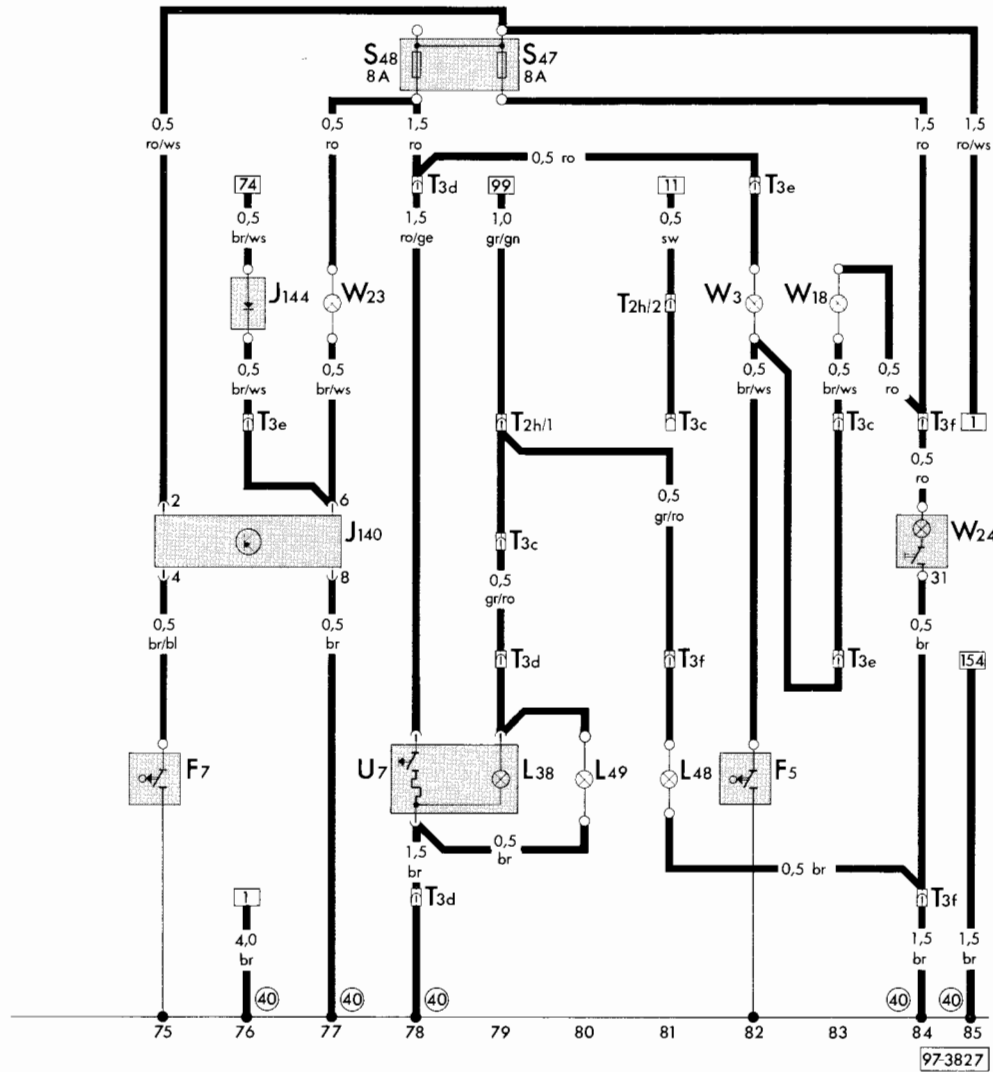 S48 S47
8A 8A
0,5 0,5 1,5 1,5 1,5
ro/ws ro ro ro ro/ws
0,5 ro
74 T3d 99 11 T3e
0,5 1,5 1,0 0,5
br/ws ro/ge gr/gn sw
J144 W23 T2h/2 W3 W18
0,5 0,5 0,5 0,5 0,5
br/ws br/ws br/ws br/ws ro
T3e T2h/1 T3c T3c T3f 1
0,5
ro
0,5
gr/ro
2 6
J140 T3c W24
4 8 31
0,5
gr/ro
0,5 0,5 0,5
br/bl br br
T3d T3f T3e 154
F7 U7 L38 L49 L48 F5
1,5 0,5
br br
0,5 br
1 T3d T3f
4,0 1,5 1,5
br br br
40 40 40 40 40
75 76 77 78 79 80 81 82 83 84 85
97-3827